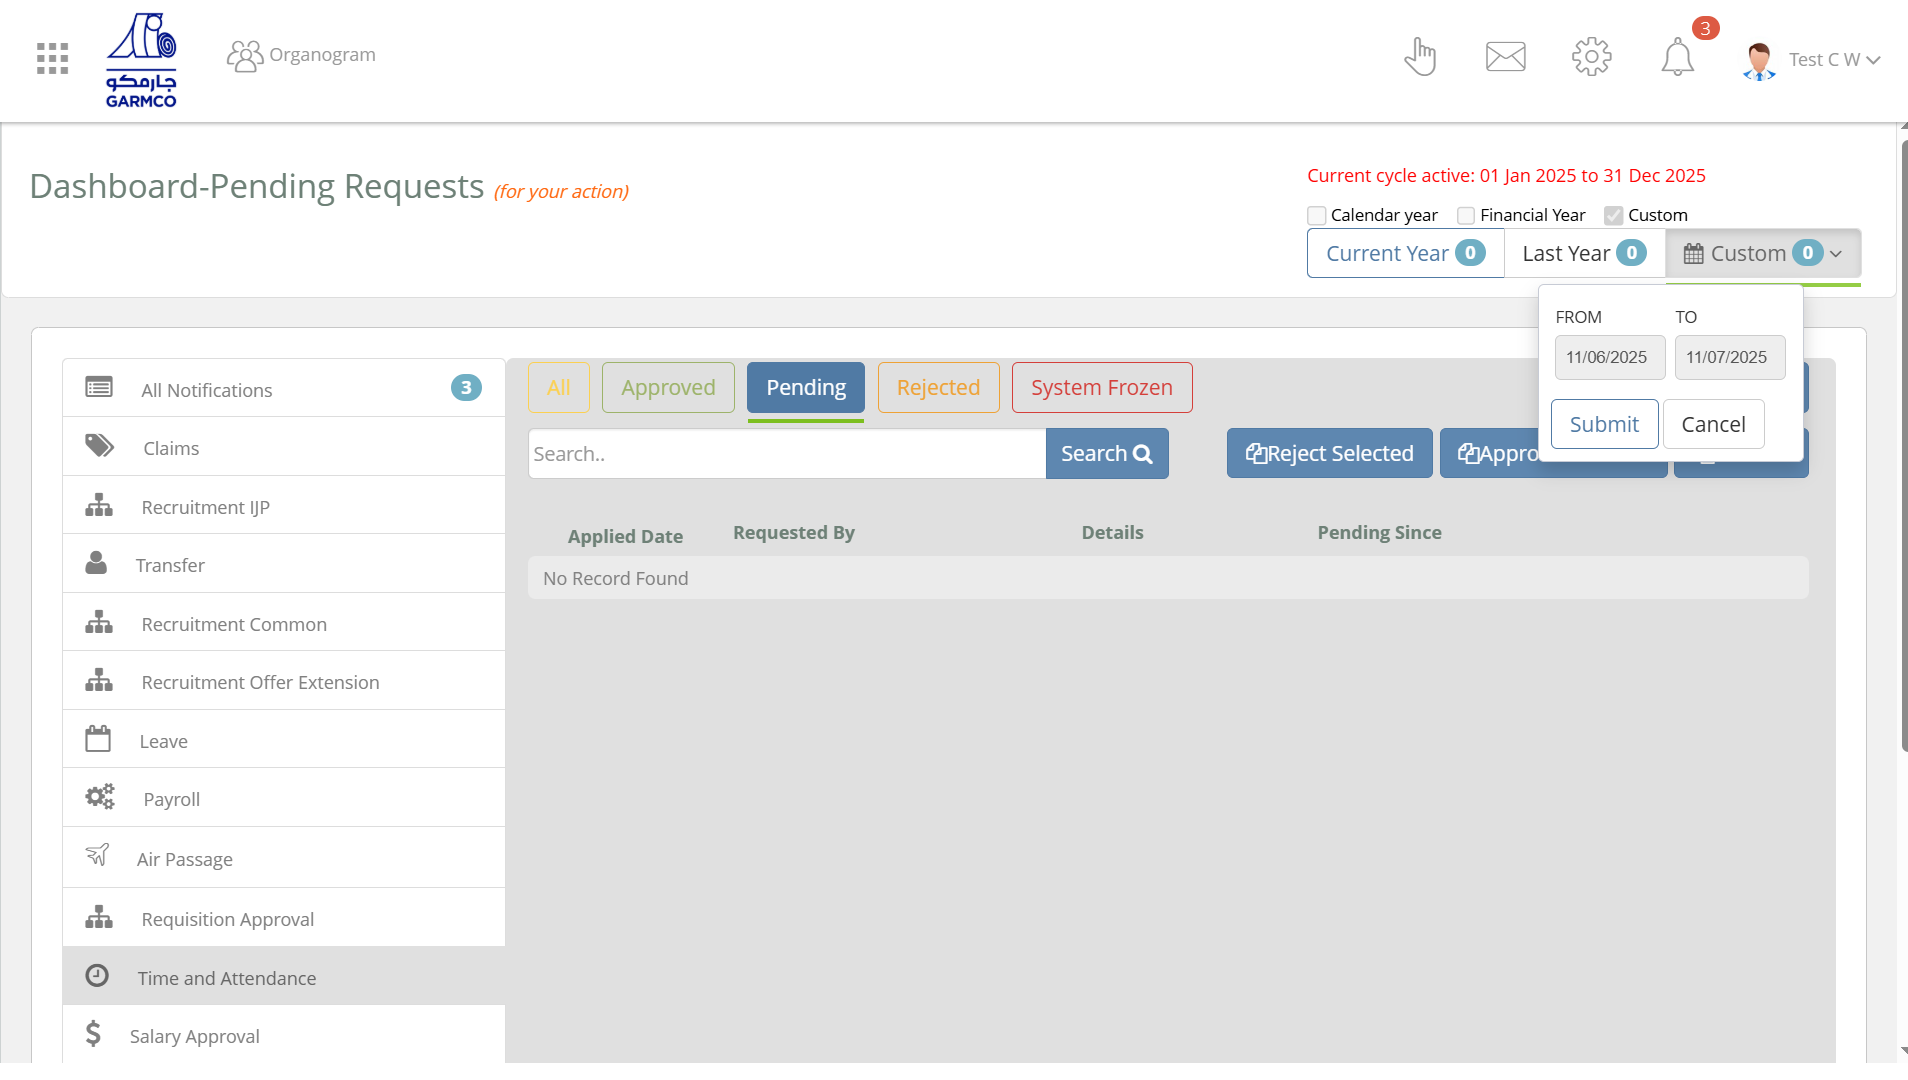 جارمكو
GARMCO
Organogram
3
Test C W
Dashboard-Pending Requests (for your action)
Current cycle active: 01 Jan 2025 to 31 Dec 2025
Calendar year Financial Year Custom
Current Year 0 Last Year 0 Custom 0
FROM TO
11/06/2025 11/07/2025
Submit Cancel
All Notifications 3
Claims
Recruitment IJP
Transfer
Recruitment Common
Recruitment Offer Extension
Leave
Payroll
Air Passage
Requisition Approval
Time and Attendance
Salary Approval
All Approved Pending Rejected System Frozen
Search.. Search Reject Selected Appro
Applied Date Requested By Details Pending Since
No Record Found